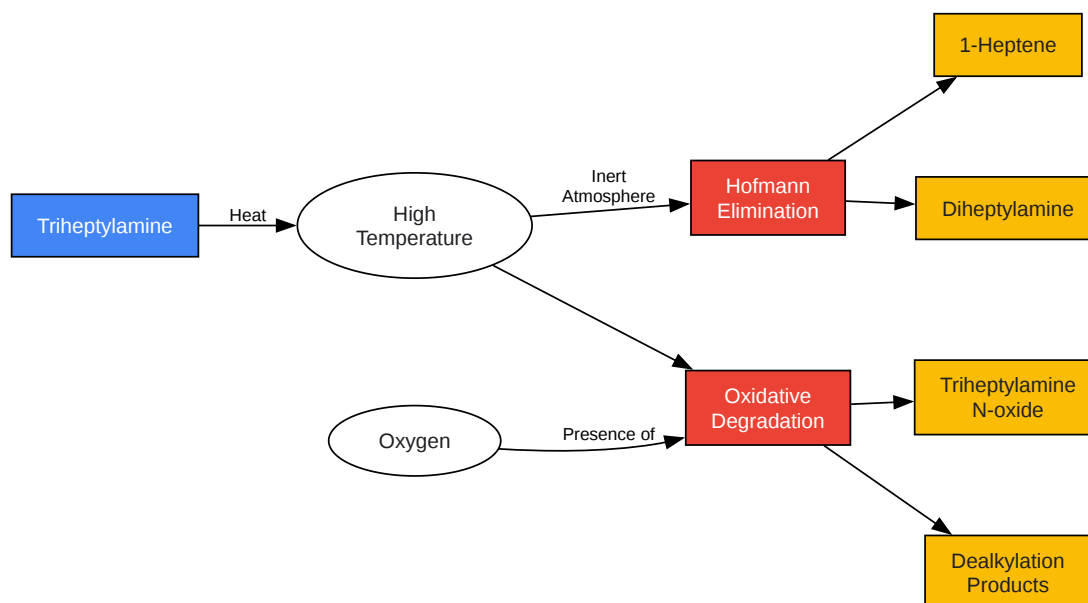 1-Heptene
Inert
Atmosphere
Hofmann
Elimination
Diheptylamine
Triheptylamine
Heat
High
Temperature
Oxidative
Degradation
Triheptylamine
N-oxide
Oxygen
Presence of
Dealkylation
Products